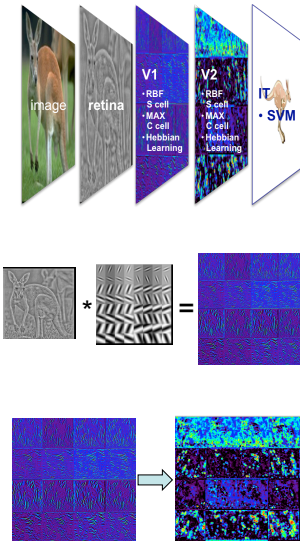 image
retina
V1
• RBF
S cell
• MAX
C cell
• Hebbian
Learning
V2
• RBF
S cell
• MAX
C cell
• Hebbian
Learning
IT
• SVM
* =